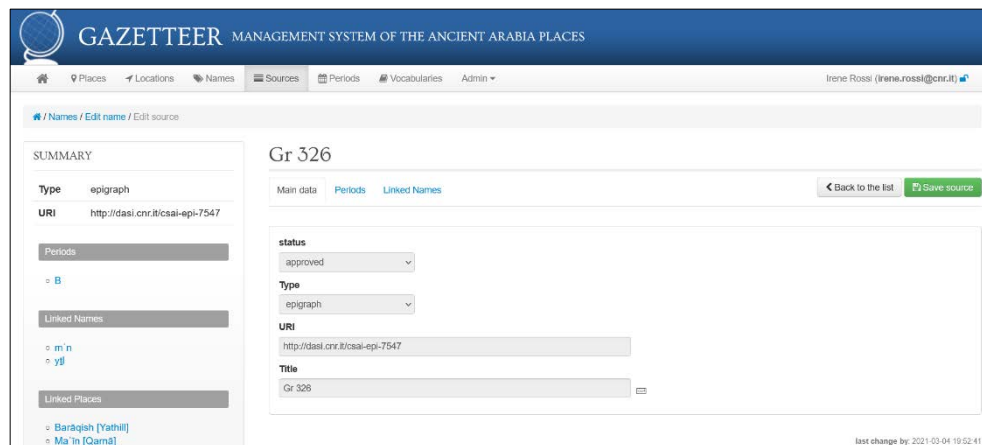 GAZETTEER MANAGEMENT SYSTEM OF THE ANCIENT ARABIA PLACES
Places Locations Names Sources Periods Vocabularies Admin Irene Rossi (irene.rossi@cnr.it)
/ Names / Edit name / Edit source
SUMMARY
Type epigraph
URI http://dasi.cnr.it/csai-epi-7547
Periods
B
Linked Names
mʿn
yṯl
Linked Places
Barāqish [Yathill]
Maʿīn [Qarnā]
Gr 326
Main data Periods Linked Names Back to the list Save source
status
approved
Type
epigraph
URI
http://dasi.cnr.it/csai-epi-7547
Title
Gr 326
last change by: 2021-03-04 19:52:41